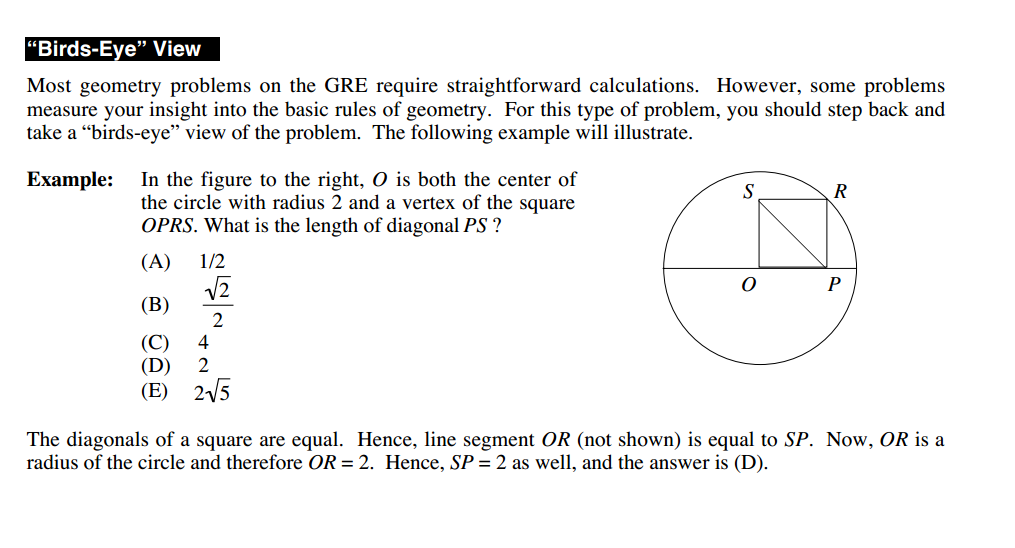 “Birds-Eye” View
Most geometry problems on the GRE require straightforward calculations. However, some problems
measure your insight into the basic rules of geometry. For this type of problem, you should step back and
take a “birds-eye” view of the problem. The following example will illustrate.
Example: In the figure to the right, O is both the center of
the circle with radius 2 and a vertex of the square
OPRS. What is the length of diagonal PS ?
(A) 1/2
(B) √2/2
(C) 4
(D) 2
(E) 2√5
S R
O P
The diagonals of a square are equal. Hence, line segment OR (not shown) is equal to SP. Now, OR is a
radius of the circle and therefore OR = 2. Hence, SP = 2 as well, and the answer is (D).